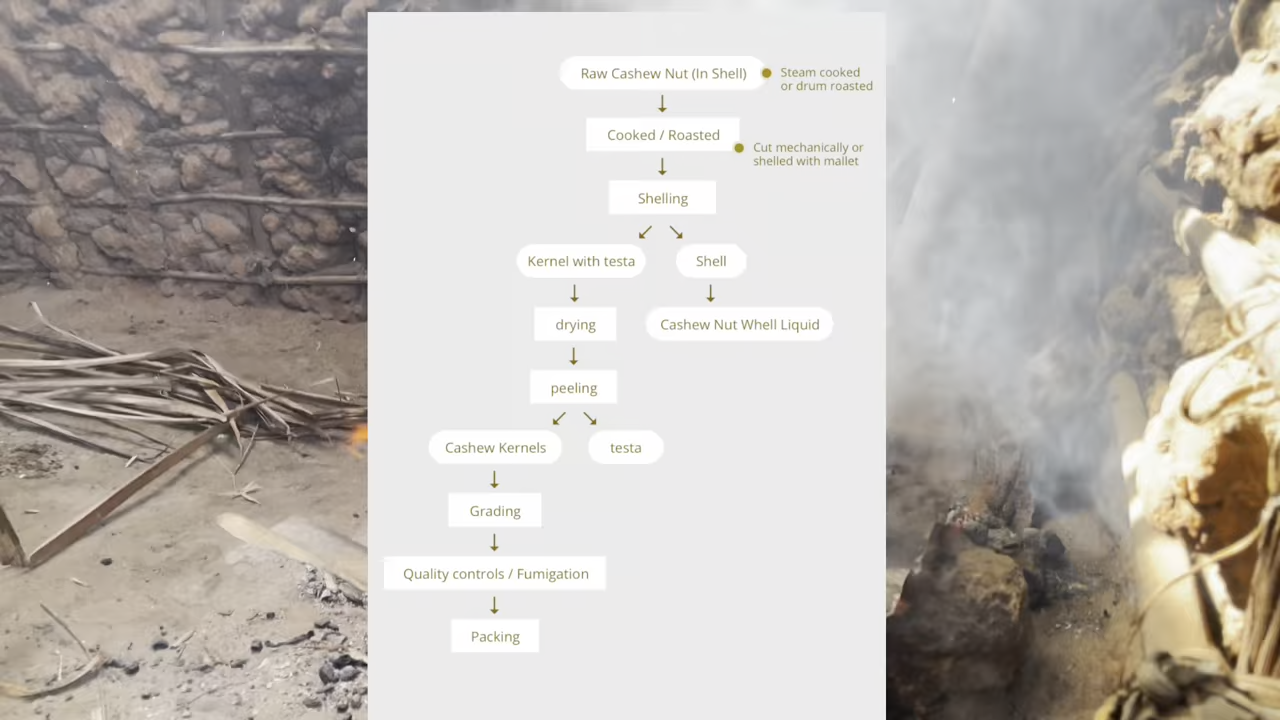 Raw Cashew Nut (In Shell)
Steam cooked
or drum roasted
Cooked / Roasted
Cut mechanically or
shelled with mallet
Shelling
Kernel with testa
Shell
drying
Cashew Nut Whell Liquid
peeling
Cashew Kernels
testa
Grading
Quality controls / Fumigation
Packing